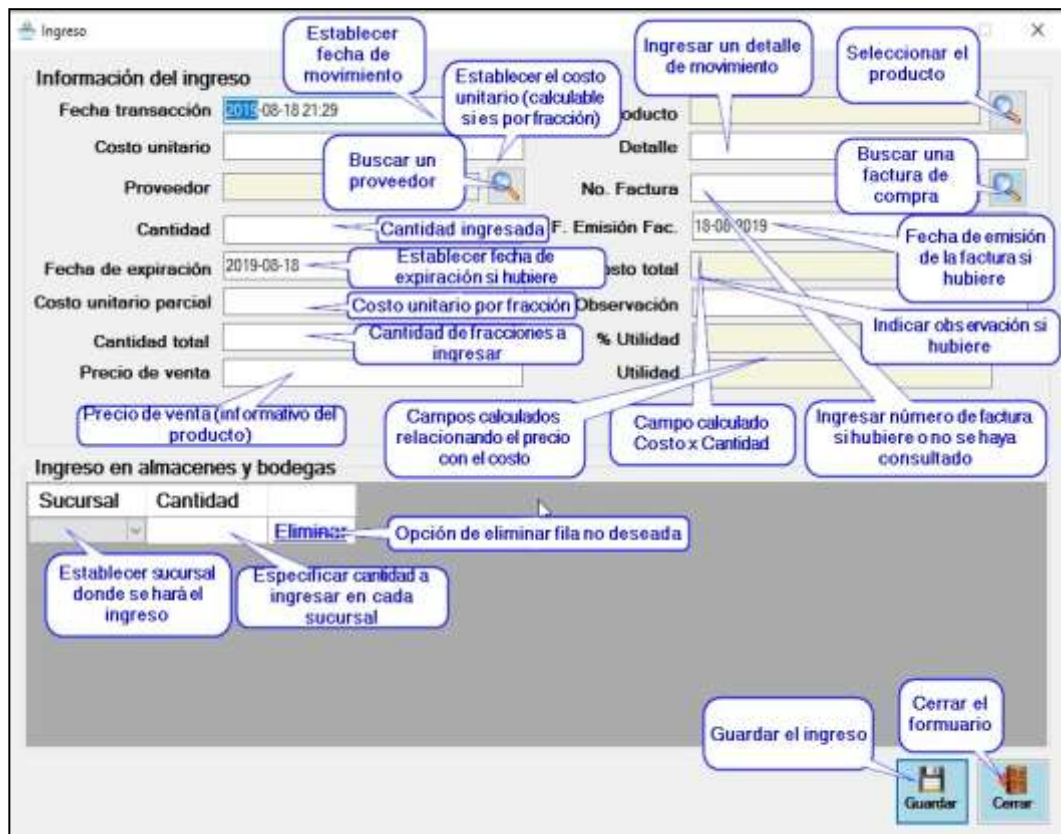 Ingreso
Establecer
fecha de
movimiento
Ingresar un detalle
de movimiento
Seleccionar el
producto
Información del ingreso
Fecha transacción
2019-08-18 21:29
Establecer el costo
unitario (calculable
si es por fracción)
oducto
Costo unitario
Detalle
Buscar un
proveedor
Buscar una
factura de
compra
Proveedor
No. Factura
Cantidad
Cantidad ingresada
F. Emisión Fac.
18-08-2019
Fecha de emisión
de la factura si
hubiere
Fecha de expiración
2019-08-18
Establecer fecha de
expiración si hubiere
osto total
Costo unitario parcial
Costo unitario por fracción
Observación
Indicar observación si
hubiere
Cantidad total
Cantidad de fracciones a
ingresar
% Utilidad
Precio de venta
Utilidad
Precio de venta (informativo del
producto)
Campos calculados
relacionando el precio
con el costo
Campo calculado
Costo x Cantidad
Ingresar número de factura
si hubiere o no se haya
consultado
Ingreso en almacenes y bodegas
Sucursal Cantidad
Eliminar
Opción de eliminar fila no deseada
Establecer sucursal
donde se hará el
ingreso
Especificar cantidad a
ingresar en cada
sucursal
Guardar el ingreso
Cerrar el
formuario
Guardar
Cerrar